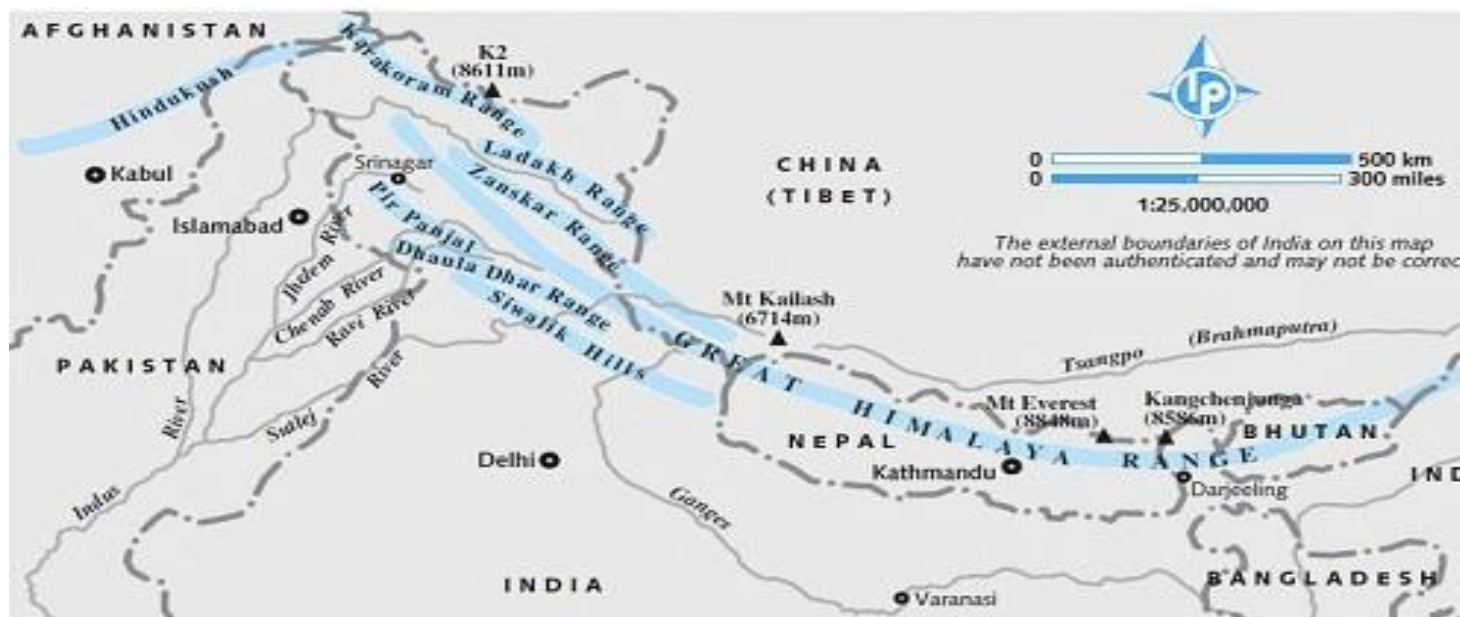 AFGHANISTAN
Hindukush
Karakoram Range
K2
(8611m)
Kabul
Islamabad
Srinagar
Ladakh Range
Zanskar Range
Pir Panjal
Dhaula Dhar Range
Siwalik Hills
CHINA
(TIBET)
lp
0 500 km
0 300 miles
1:25,000,000
The external boundaries of India on this map
have not been authenticated and may not be correc
Jhelem River
Chenab River
Ravi River
PAKISTAN
River
Sutlej River
Indus
Mt Kailash
(6714m)
GREAT HIMALAYA RANGE
Tsangpo (Brahmaputra)
Mt Everest
(8848m)
Kangchenjunga
(8586m)
NEPAL
BHUTAN
Kathmandu
Darjeeling
IND
Delhi
Ganges
INDIA
BANGLADESH
Varanasi